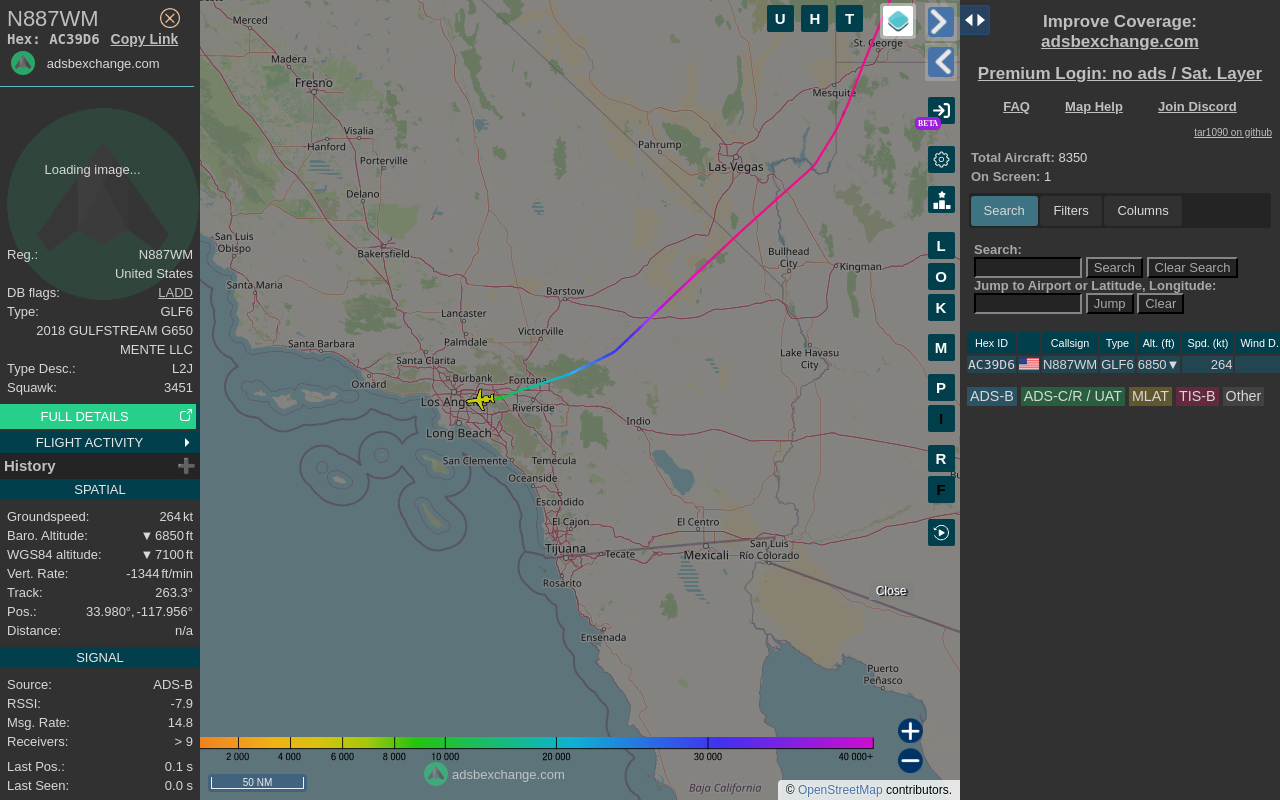 N887WM
Hex: AC39D6 Copy Link
adsbexchange.com
Loading image...
Reg.: N887WM
United States
DB flags: LADD
Type: GLF6
2018 GULFSTREAM G650
MENTE LLC
Type Desc.: L2J
Squawk: 3451
FULL DETAILS
FLIGHT ACTIVITY
History
SPATIAL
Groundspeed: 264 kt
Baro. Altitude: ▼ 6850 ft
WGS84 altitude: ▼ 7100 ft
Vert. Rate: -1344 ft/min
Track: 263.3°
Pos.: 33.980°, -117.956°
Distance: n/a
SIGNAL
Source: ADS-B
RSSI: -7.9
Msg. Rate: 14.8
Receivers: > 9
Last Pos.: 0.1 s
Last Seen: 0.0 s
Merced
Madera
Fresno
Visalia
Hanford
Porterville
Delano
San Luis
Obispo
Bakersfield
Santa Maria
Santa Barbara
Lancaster
Palmdale
Santa Clarita
Oxnard
Burbank
Los Ange
Long Beach
Fontana
Riverside
Victorville
Barstow
San Clemente
Temecula
Oceanside
Escondido
El Cajon
Tijuana
Tecate
Rosarito
Ensenada
Indio
El Centro
Mexicali
San Luis
Río Colorado
Pahrump
Las Vegas
Mesquite
St. George
Bullhead
City
Kingman
Lake Havasu
City
Puerto
Peñasco
Baja California
U H T
BETA
L
O
K
M
P
I
R
F
Close
2 000 4 000 6 000 8 000 10 000 20 000 30 000 40 000+
50 NM
adsbexchange.com
© OpenStreetMap contributors.
Improve Coverage:
adsbexchange.com
Premium Login: no ads / Sat. Layer
FAQ Map Help Join Discord
tar1090 on github
Total Aircraft: 8350
On Screen: 1
Search Filters Columns
Search:
Search Clear Search
Jump to Airport or Latitude, Longitude:
Jump Clear
Hex ID Callsign Type Alt. (ft) Spd. (kt) Wind D.
AC39D6 N887WM GLF6 6850▼ 264
ADS-B ADS-C/R / UAT MLAT TIS-B Other